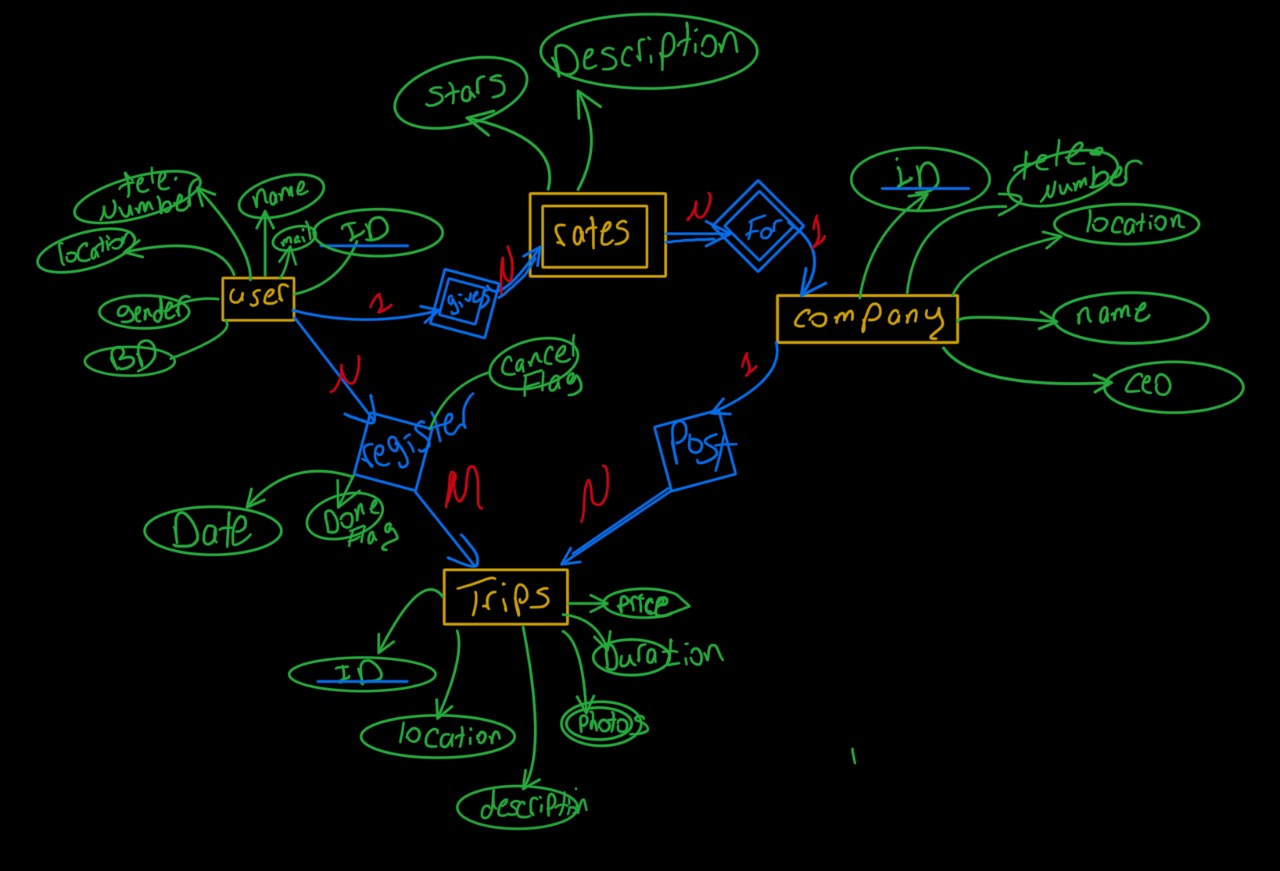 Description
stars
tele.
Number
name
location
mail
ID
iD
tele.
Number
location
rates
N
For
1
user
gender
1
gives
N
company
name
BD
cancel
Flag
N
1
CEO
register
Post
M
N
Date
Done
Flag
Trips
price
Duration
ID
location
photos
descriptin